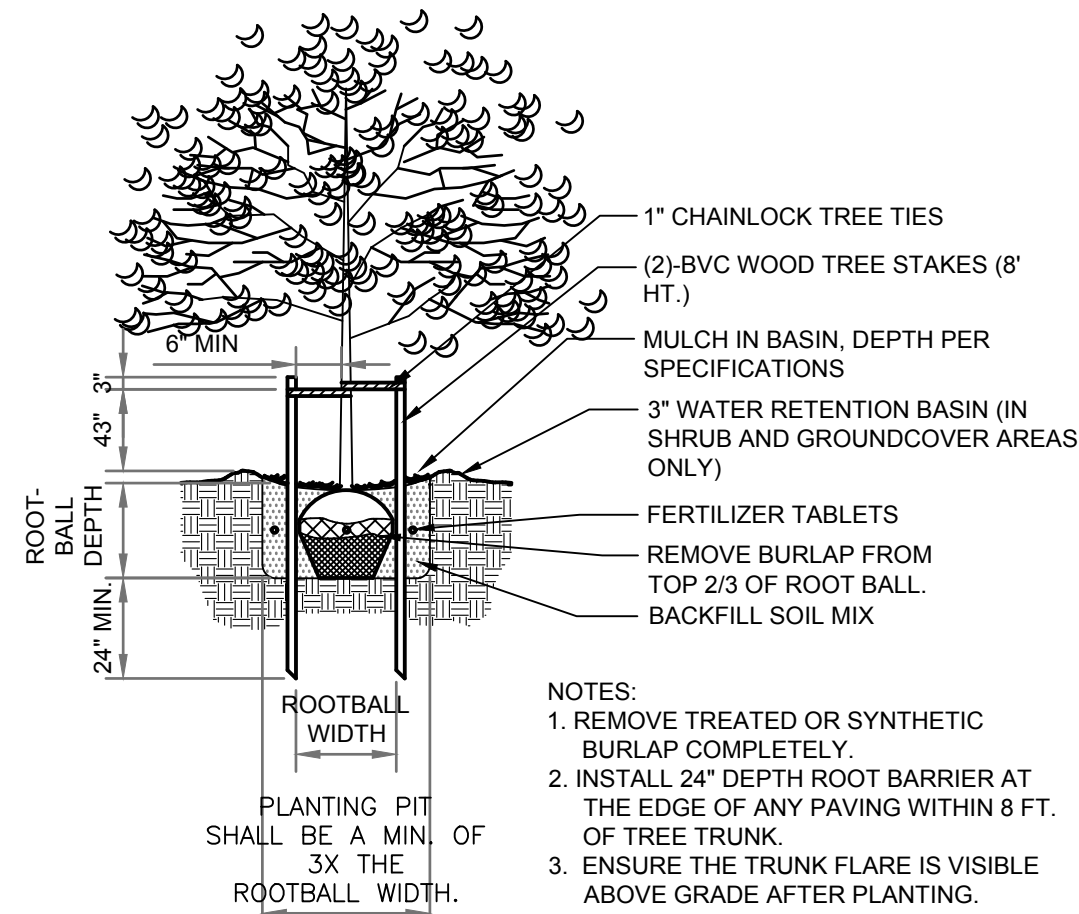 1" CHAINLOCK TREE TIES
(2)-BVC WOOD TREE STAKES (8'
HT.)
MULCH IN BASIN, DEPTH PER
SPECIFICATIONS
3" WATER RETENTION BASIN (IN
SHRUB AND GROUNDCOVER AREAS
ONLY)
FERTILIZER TABLETS
REMOVE BURLAP FROM
TOP 2/3 OF ROOT BALL.
BACKFILL SOIL MIX
6" MIN
3"
43"
ROOT-
BALL
DEPTH
24" MIN.
ROOTBALL
WIDTH
PLANTING PIT
SHALL BE A MIN. OF
3X THE
ROOTBALL WIDTH.
NOTES:
1. REMOVE TREATED OR SYNTHETIC
BURLAP COMPLETELY.
2. INSTALL 24" DEPTH ROOT BARRIER AT
THE EDGE OF ANY PAVING WITHIN 8 FT.
OF TREE TRUNK.
3. ENSURE THE TRUNK FLARE IS VISIBLE
ABOVE GRADE AFTER PLANTING.